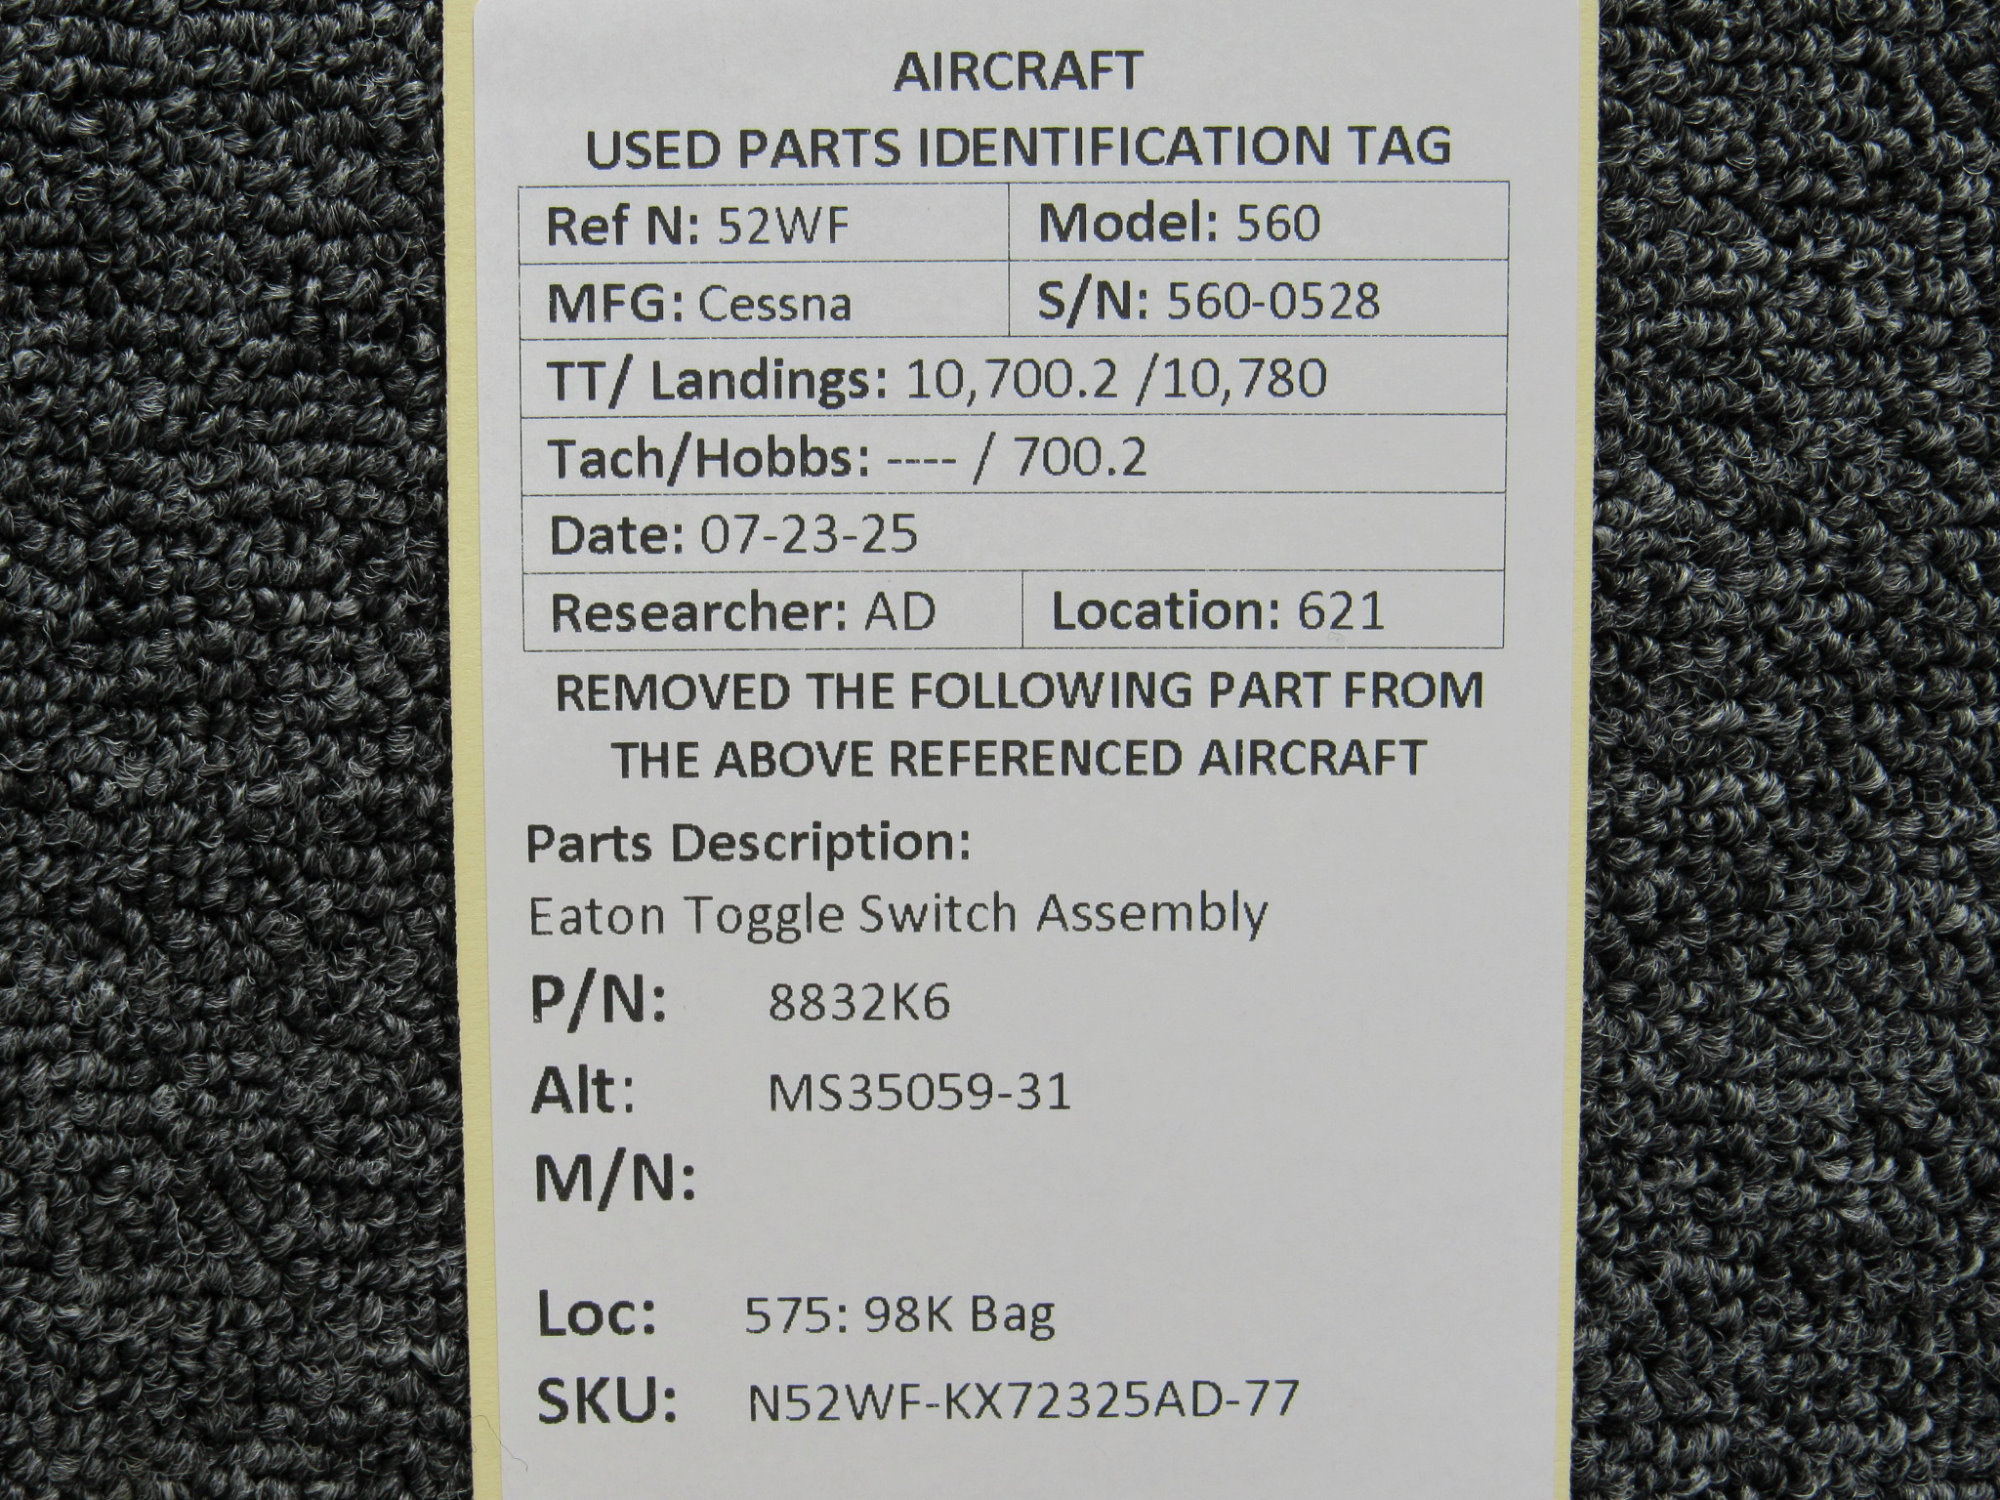 AIRCRAFT
USED PARTS IDENTIFICATION TAG
Ref N: 52WF Model: 560
MFG: Cessna S/N: 560-0528
TT/ Landings: 10,700.2 /10,780
Tach/Hobbs: ---- / 700.2
Date: 07-23-25
Researcher: AD Location: 621
REMOVED THE FOLLOWING PART FROM
THE ABOVE REFERENCED AIRCRAFT
Parts Description:
Eaton Toggle Switch Assembly
P/N: 8832K6
Alt: MS35059-31
M/N:
Loc: 575: 98K Bag
SKU: N52WF-KX72325AD-77